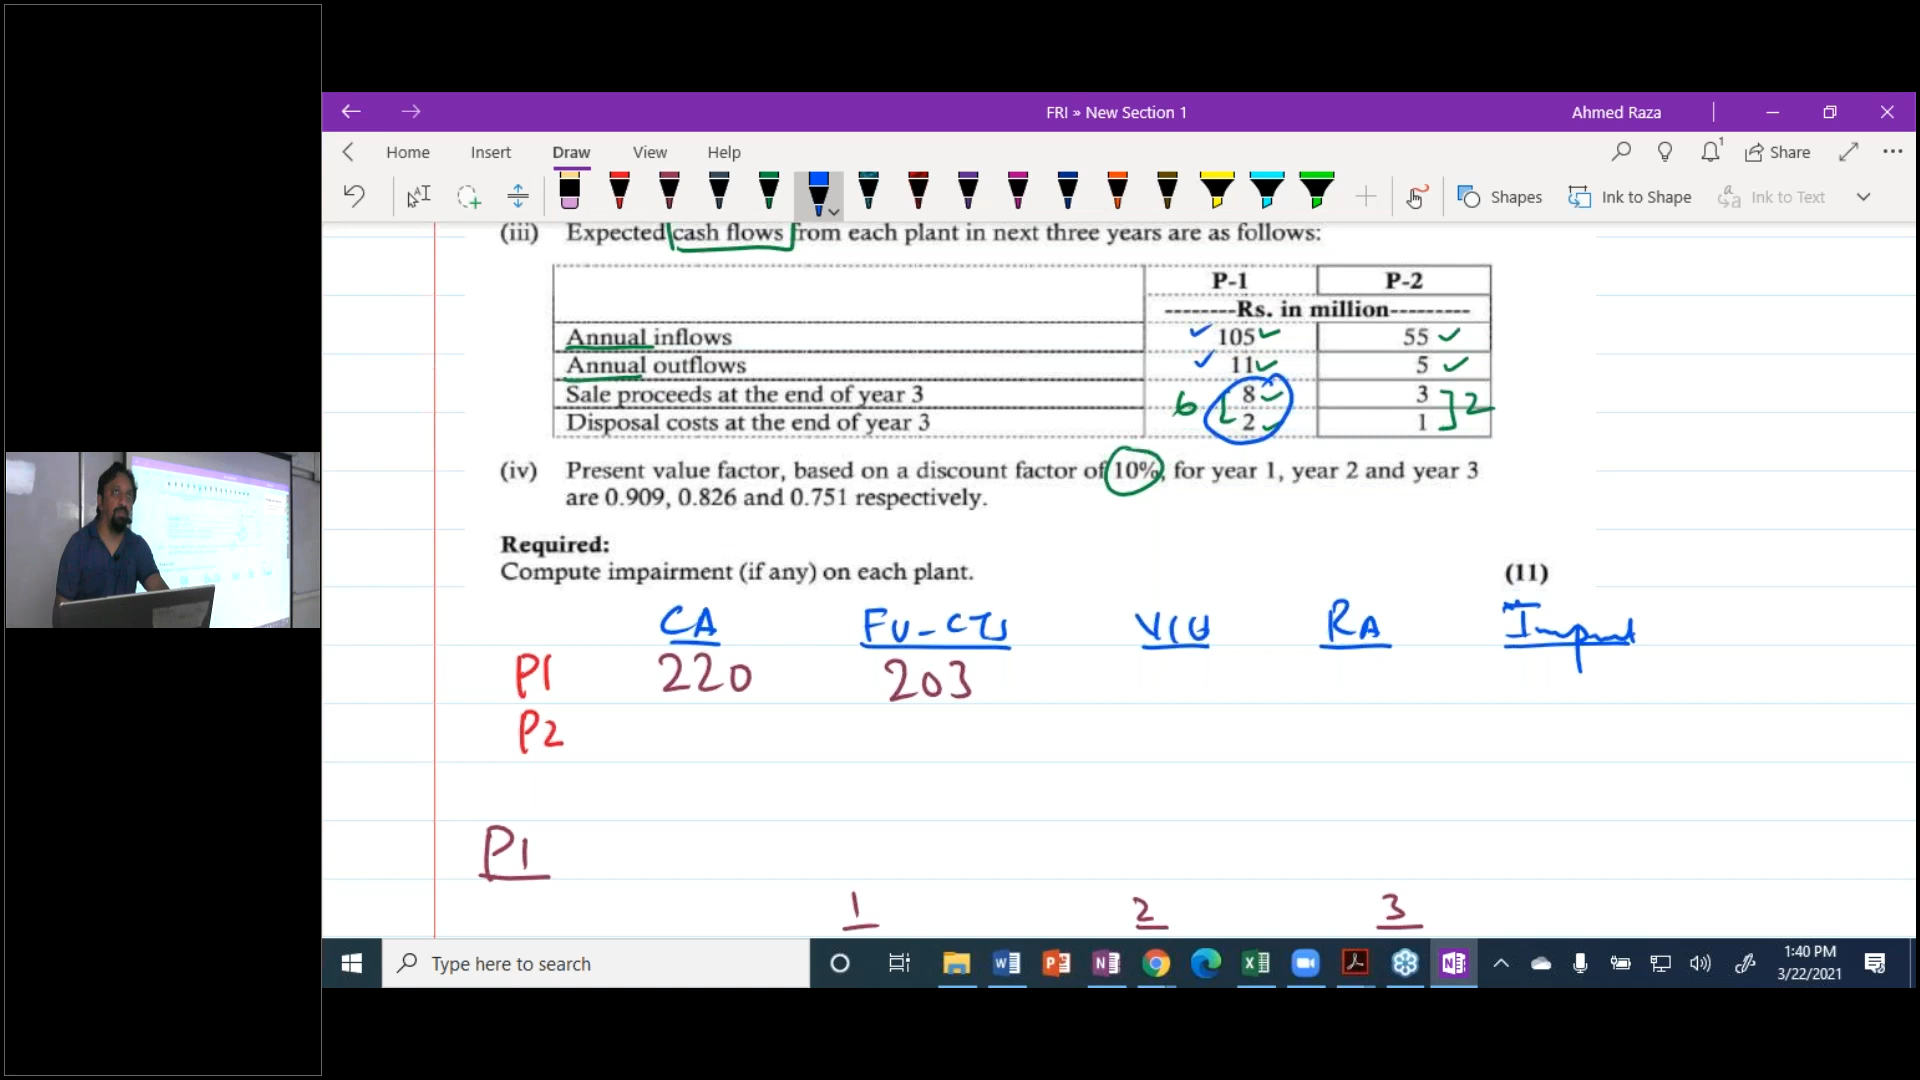 FRI » New Section 1 Ahmed Raza
Home Insert Draw View Help Share
Shapes Ink to Shape Ink to Text
(iii) Expected cash flows from each plant in next three years are as follows:
P-1 P-2
--------Rs. in million---------
Annual inflows 105 55
Annual outflows 11 5
Sale proceeds at the end of year 3 8 3
6 2
Disposal costs at the end of year 3 2 1
(iv) Present value factor, based on a discount factor of 10%, for year 1, year 2 and year 3
are 0.909, 0.826 and 0.751 respectively.
Required:
Compute impairment (if any) on each plant. (11)
CA FV-CTS VIU RA
P1 220 203
P2
P1
1 2 3
Type here to search
1:40 PM
3/22/2021